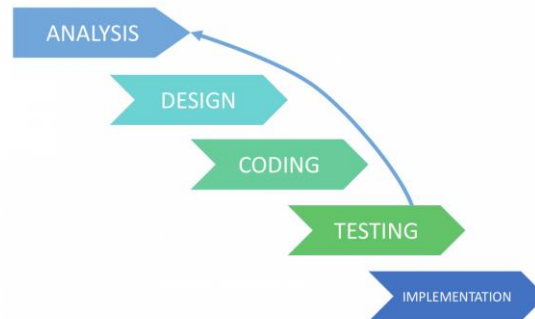 ANALYSIS
DESIGN
CODING
TESTING
IMPLEMENTATION